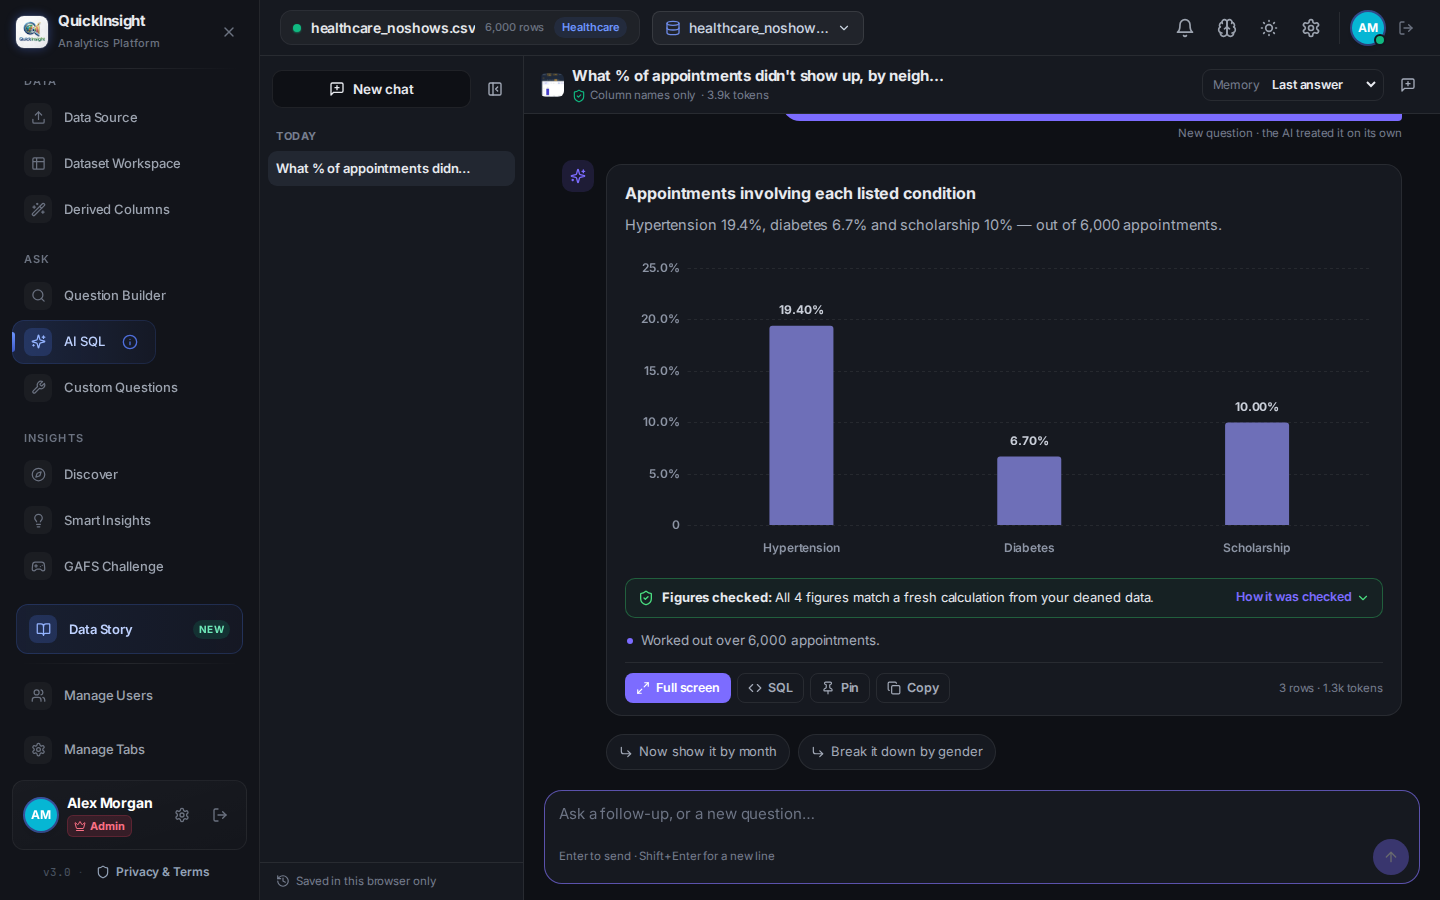 QuickInsight
Analytics Platform
DATA
Data Source
Dataset Workspace
Derived Columns
ASK
Question Builder
AI SQL
Custom Questions
INSIGHTS
Discover
Smart Insights
GAFS Challenge
Data Story NEW
Manage Users
Manage Tabs
AM Alex Morgan
Admin
v3.0 · Privacy & Terms
healthcare_noshows.csv 6,000 rows Healthcare
healthcare_noshow...
AM
New chat
TODAY
What % of appointments didn...
Saved in this browser only
What % of appointments didn't show up, by neigh...
Column names only · 3.9k tokens
Memory Last answer
New question · the AI treated it on its own
Appointments involving each listed condition
Hypertension 19.4%, diabetes 6.7% and scholarship 10% — out of 6,000 appointments.
25.0%
20.0%
15.0%
10.0%
5.0%
0
19.40%
6.70%
10.00%
Hypertension Diabetes Scholarship
Figures checked: All 4 figures match a fresh calculation from your cleaned data. How it was checked
Worked out over 6,000 appointments.
Full screen SQL Pin Copy 3 rows · 1.3k tokens
Now show it by month Break it down by gender
Ask a follow-up, or a new question...
Enter to send · Shift+Enter for a new line